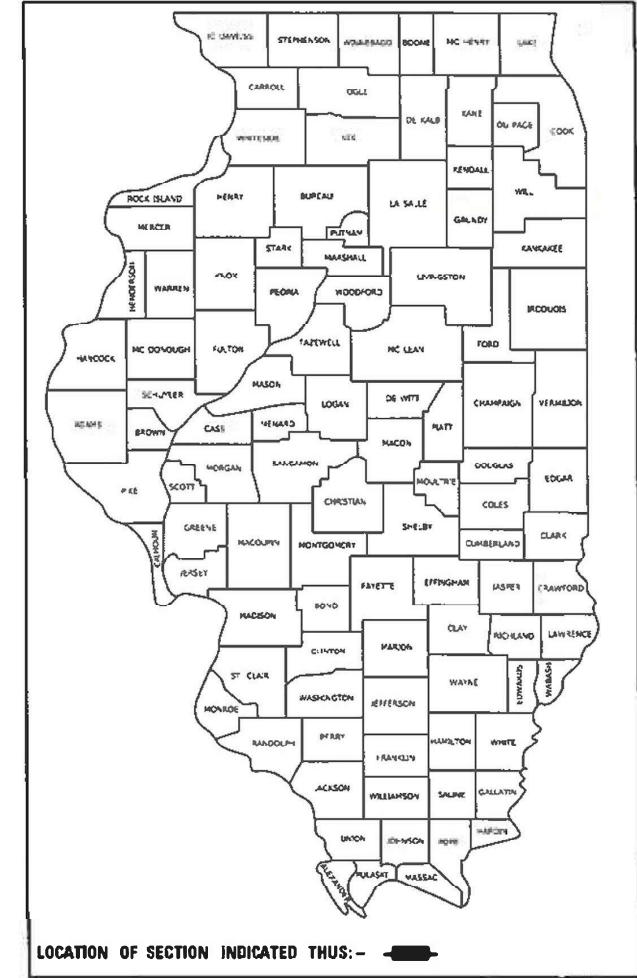 JO DAVIESS STEPHENSON WINNEBAGO BOONE MC HENRY LAKE
CARROLL OGLE DE KALB KANE DU PAGE COOK
WHITESIDE LEE
KENDALL
ROCK ISLAND HENRY BUREAU LA SALLE GRUNDY WILL
MERCER PUTNAM
STARK MARSHALL KANKAKEE
HENDERSON WARREN KNOX PEORIA WOODFORD LIVINGSTON IROQUOIS
HANCOCK MC DONOUGH FULTON TAZEWELL MC LEAN FORD
SCHUYLER MASON LOGAN DE WITT CHAMPAIGN VERMILION
ADAMS BROWN CASS MENARD MACON PIATT
PIKE SCOTT MORGAN SANGAMON MOULTRIE DOUGLAS EDGAR
CHRISTIAN COLES
CALHOUN GREENE MACOUPIN MONTGOMERY SHELBY CUMBERLAND CLARK
JERSEY FAYETTE EFFINGHAM JASPER CRAWFORD
MADISON BOND CLAY RICHLAND LAWRENCE
CLINTON MARION
ST CLAIR WAYNE EDWARDS WABASH
WASHINGTON JEFFERSON
MONROE
RANDOLPH PERRY HAMILTON WHITE
FRANKLIN
JACKSON WILLIAMSON SALINE GALLATIN
UNION JOHNSON POPE HARDIN
ALEXANDER PULASKI MASSAC
LOCATION OF SECTION INDICATED THUS:-